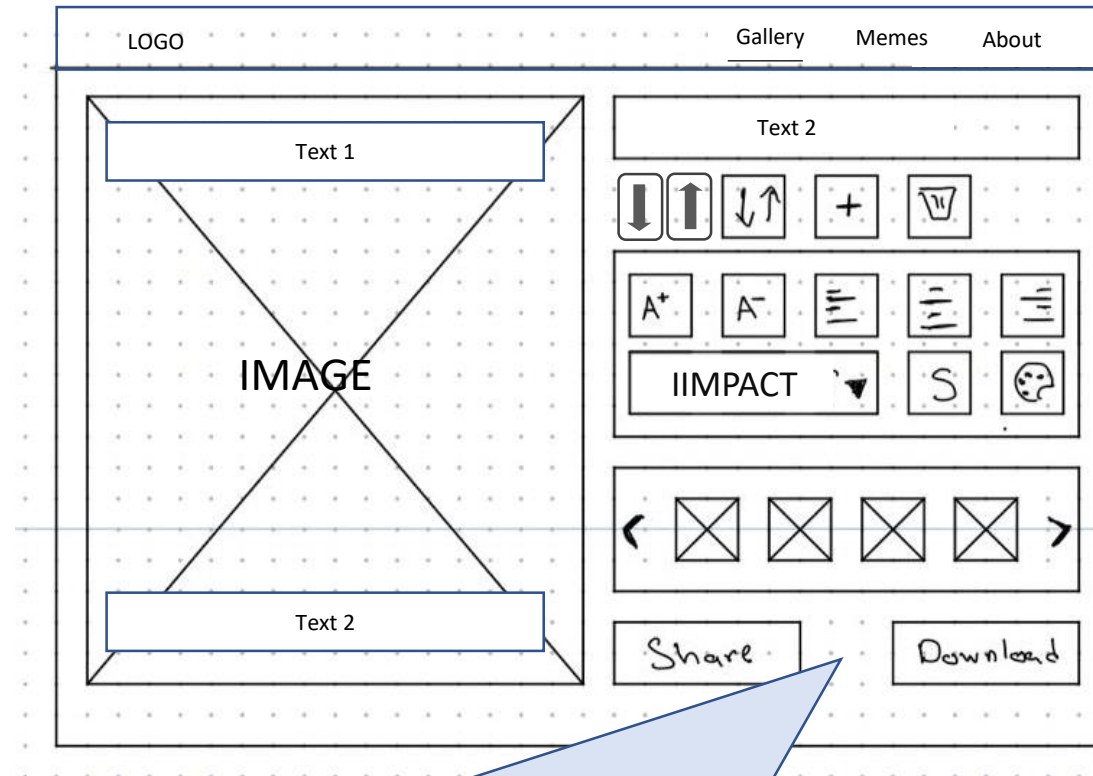 LOGO
Gallery Memes About
Text 1
Text 2
+
A+ A-
IMAGE
IIMPACT
S
< >
Text 2
Share Download